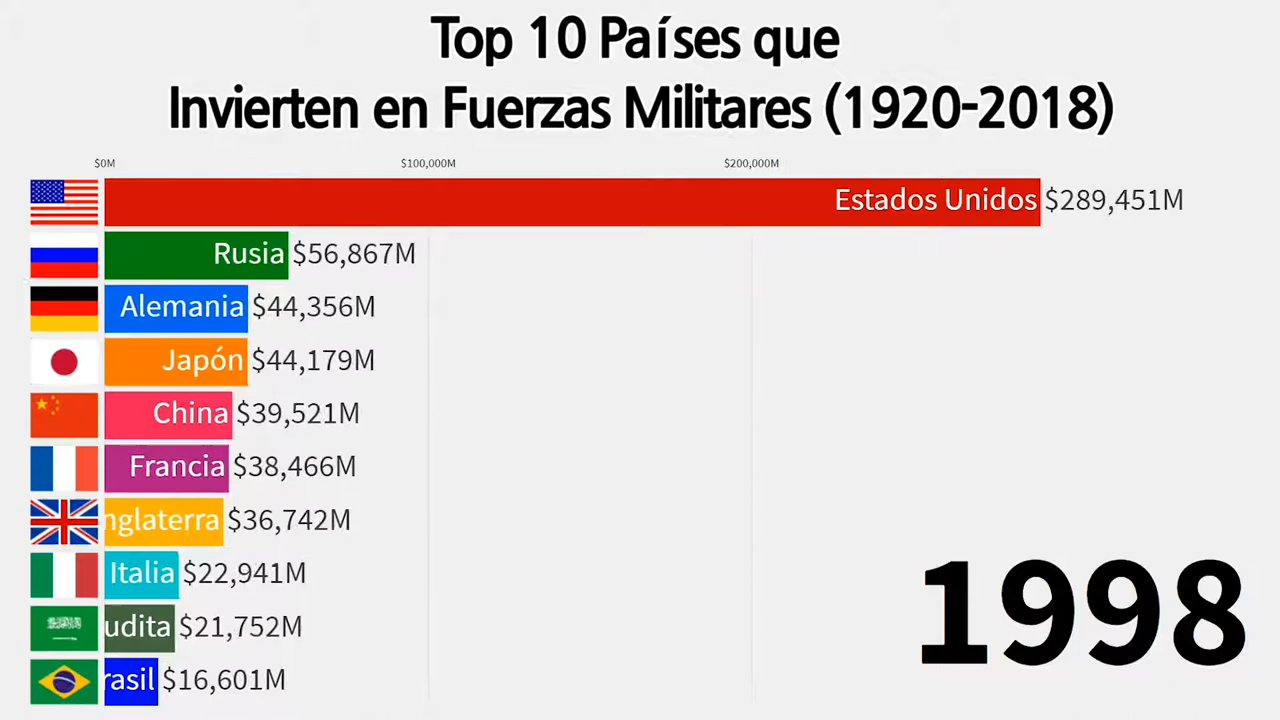 Top 10 Países que
Invierten en Fuerzas Militares (1920-2018)
$0M $100,000M $200,000M
Estados Unidos $289,451M
Rusia $56,867M
Alemania $44,356M
Japón $44,179M
China $39,521M
Francia $38,466M
nglaterra $36,742M
Italia $22,941M
udita $21,752M
rasil $16,601M
1998